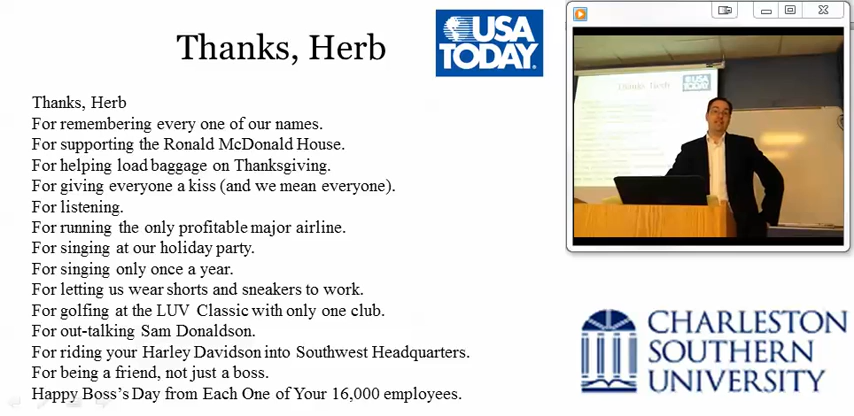 Thanks, Herb
USA
TODAY
Thanks, Herb
For remembering every one of our names.
For supporting the Ronald McDonald House.
For helping load baggage on Thanksgiving.
For giving everyone a kiss (and we mean everyone).
For listening.
For running the only profitable major airline.
For singing at our holiday party.
For singing only once a year.
For letting us wear shorts and sneakers to work.
For golfing at the LUV Classic with only one club.
For out-talking Sam Donaldson.
For riding your Harley Davidson into Southwest Headquarters.
For being a friend, not just a boss.
Happy Boss's Day from Each One of Your 16,000 employees.
Thanks, Herb
USA
TODAY
CHARLESTON
SOUTHERN
UNIVERSITY